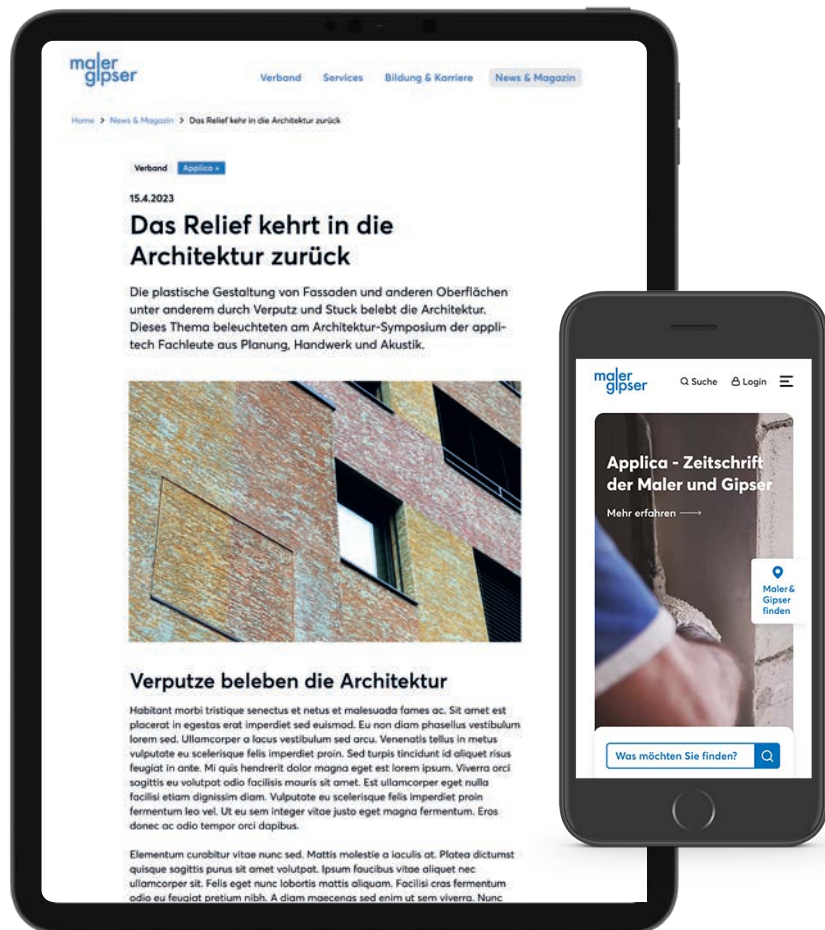 maler
gipser
Verband Services Bildung & Karriere News & Magazin
Home > News & Magazin > Das Relief kehr in die Architektur zurück
Verband Applica +
15.4.2023
Das Relief kehrt in die
Architektur zurück
Die plastische Gestaltung von Fassaden und anderen Oberflächen
unter anderem durch Verputz und Stuck belebt die Architektur.
Dieses Thema beleuchteten am Architektur-Symposium der appli-
tech Fachleute aus Planung, Handwerk und Akustik.
Verputze beleben die Architektur
Habitant morbi tristique senectus et netus et malesuada fames ac. Sit amet est
placerat in egestas erat imperdiet sed euismod. Eu non diam phasellus vestibulum
lorem sed. Ullamcorper a lacus vestibulum sed arcu. Venenatis tellus in metus
vulputate eu scelerisque felis imperdiet proin. Sed turpis tincidunt id aliquet risus
feugiat in ante. Mi quis hendrerit dolor magna eget est lorem ipsum. Viverra orci
sagittis eu volutpat odio facilisis mauris sit amet. Est ullamcorper eget nulla
facilisi etiam dignissim diam. Vulputate eu scelerisque felis imperdiet proin
fermentum leo vel. Ut eu sem integer vitae justo eget magna fermentum. Eros
donec ac odio tempor orci dapibus.
Elementum curabitur vitae nunc sed. Mattis molestie a iaculis at. Platea dictumst
quisque sagittis purus sit amet volutpat. Ipsum faucibus vitae aliquet nec
ullamcorper sit. Felis eget nunc lobortis mattis aliquam. Facilisi cras fermentum
odio eu feugiat pretium nibh. A diam maecenas sed enim ut sem viverra. Nunc
maler
gipser
Suche Login
Applica - Zeitschrift
der Maler und Gipser
Mehr erfahren →
Maler &
Gipser
finden
Was möchten Sie finden?